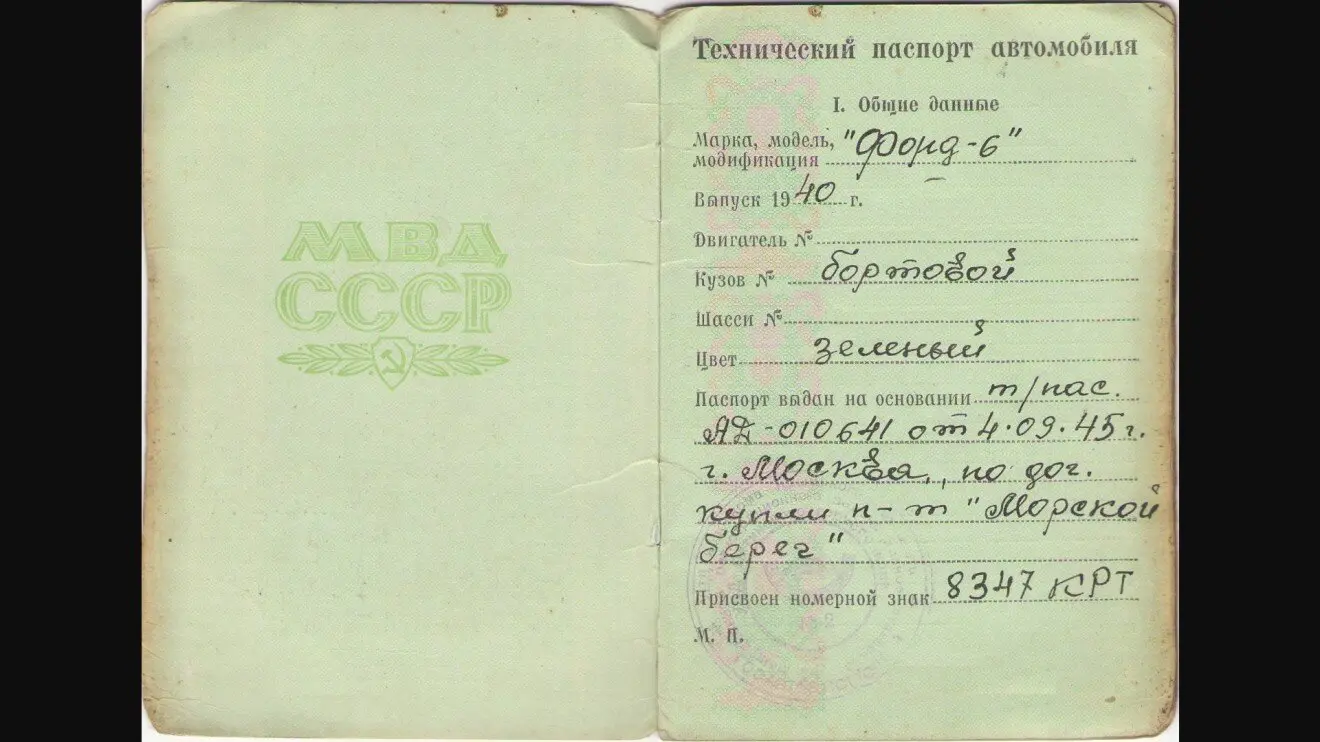 МВД
СССР
Технический паспорт автомобиля
I. Общие данные
Марка, модель, модификация "Форд-6"
Выпуск 1940 г.
Двигатель №
Кузов № бортовой
Шасси №
Цвет зеленый
Паспорт выдан на основании т/пас.
АД-010641 от 4.09.45г.
г. Москва, по дог.
купли п-т "Морской
берег"
Присвоен номерной знак 8347 КРТ
М. П.